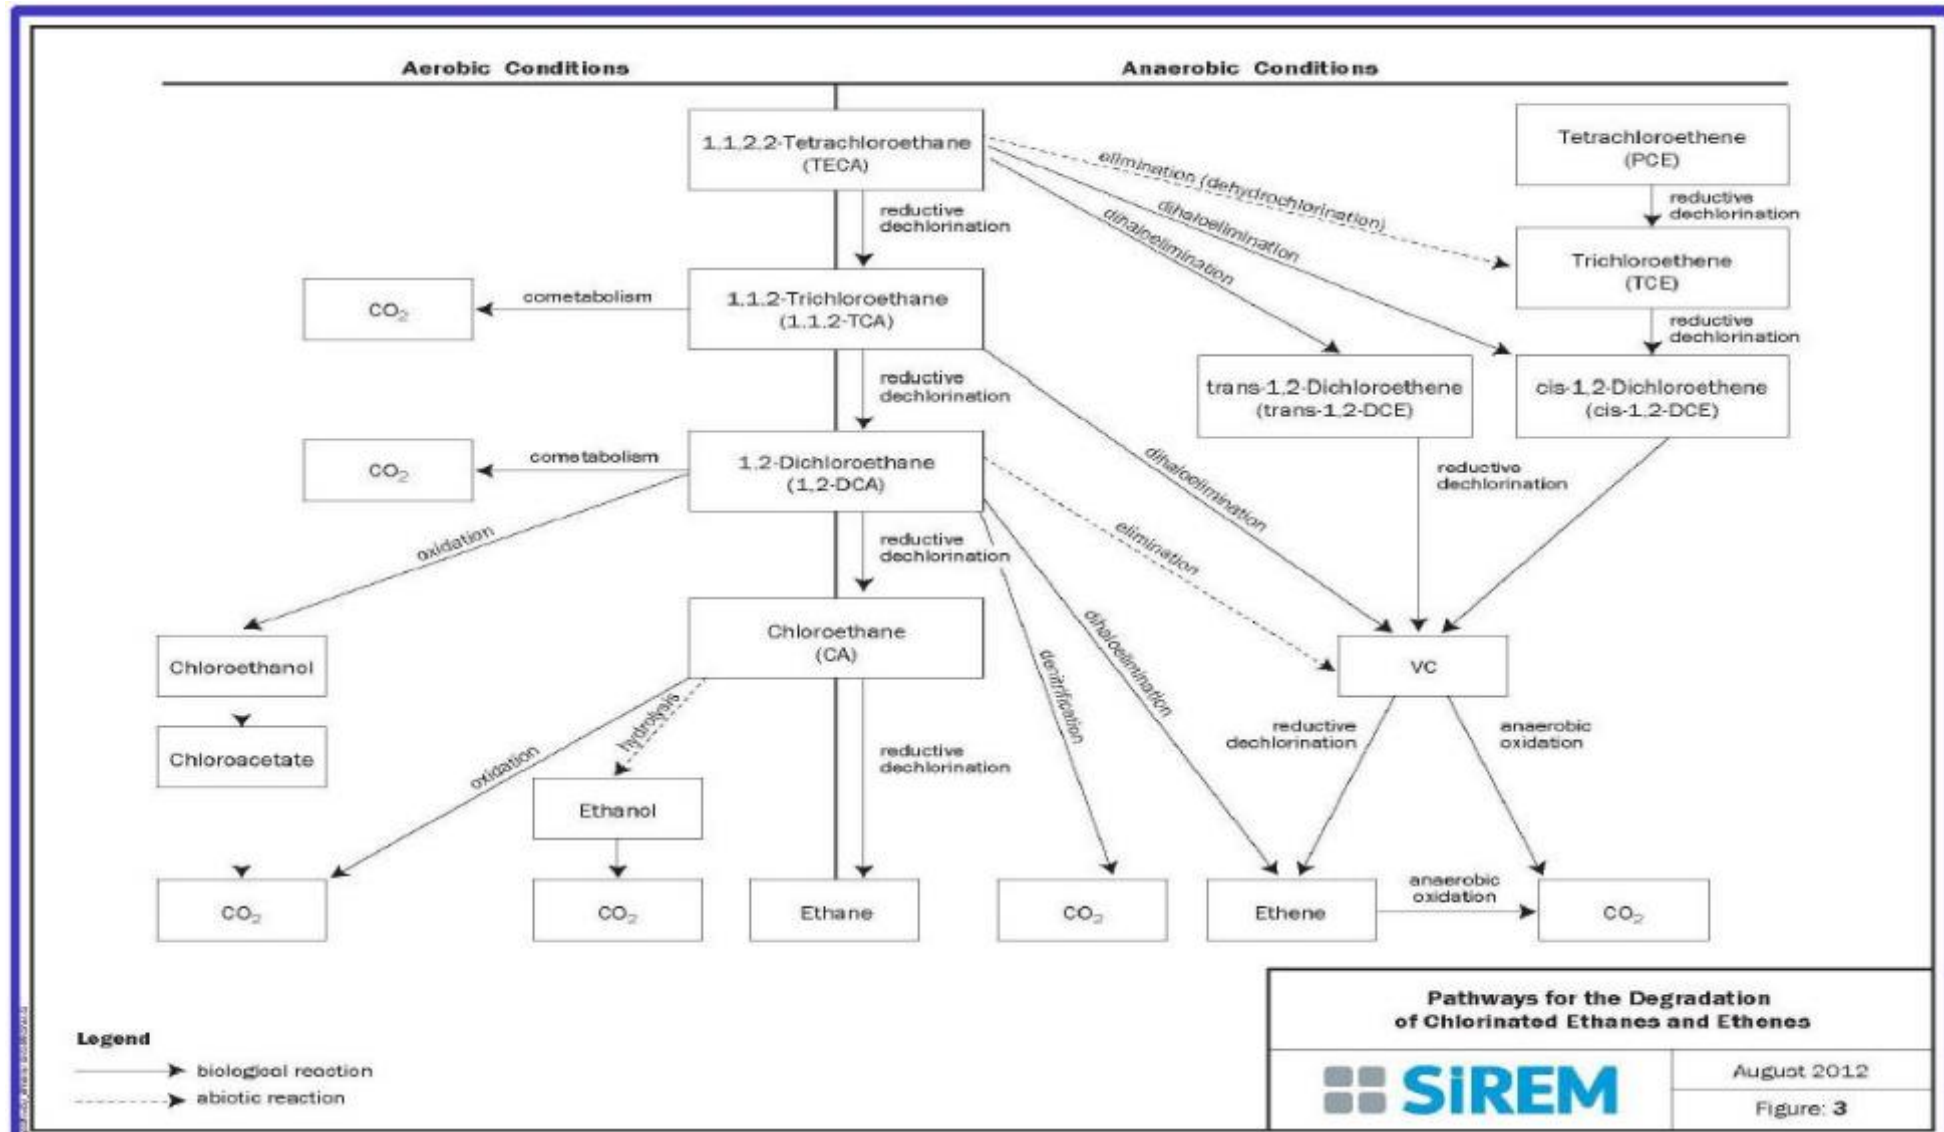 Aerobic Conditions
Anaerobic Conditions
1,1,2,2-Tetrachloroethane
(TECA)
Tetrachloroethene
(PCE)
elimination (dehydrochlorination)
dihaloelimination
dihaloelimination
reductive
dechlorination
reductive
dechlorination
Trichloroethene
(TCE)
CO₂
cometabolism
1,1,2-Trichloroethane
(1,1,2-TCA)
reductive
dechlorination
reductive
dechlorination
trans-1,2-Dichloroethene
(trans-1,2-DCE)
cis-1,2-Dichloroethene
(cis-1,2-DCE)
CO₂
cometabolism
1,2-Dichloroethane
(1,2-DCA)
dihaloelimination
reductive
dechlorination
oxidation
reductive
dechlorination
elimination
Chloroethanol
Chloroethane
(CA)
denitrification
dihaloelimination
VC
Chloroacetate
oxidation
hydrolysis
reductive
dechlorination
reductive
dechlorination
anaerobic
oxidation
Ethanol
CO₂
CO₂
Ethane
CO₂
Ethene
anaerobic
oxidation
CO₂
Legend
biological reaction
abiotic reaction
Pathways for the Degradation
of Chlorinated Ethanes and Ethenes
SiREM
August 2012
Figure: 3